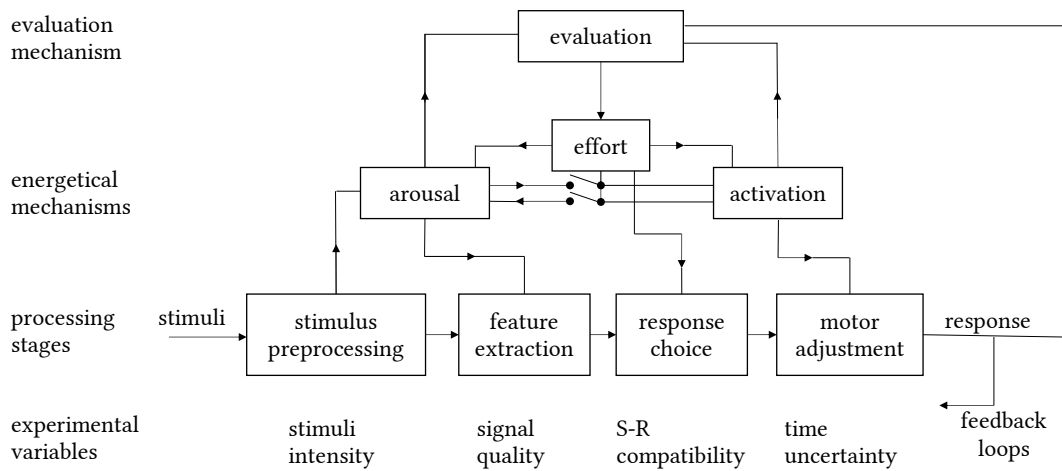 evaluation
mechanism
evaluation
effort
energetical
mechanisms
arousal
activation
processing
stages
stimuli
stimulus
preprocessing
feature
extraction
response
choice
motor
adjustment
response
experimental
variables
stimuli
intensity
signal
quality
S-R
compatibility
time
uncertainty
feedback
loops